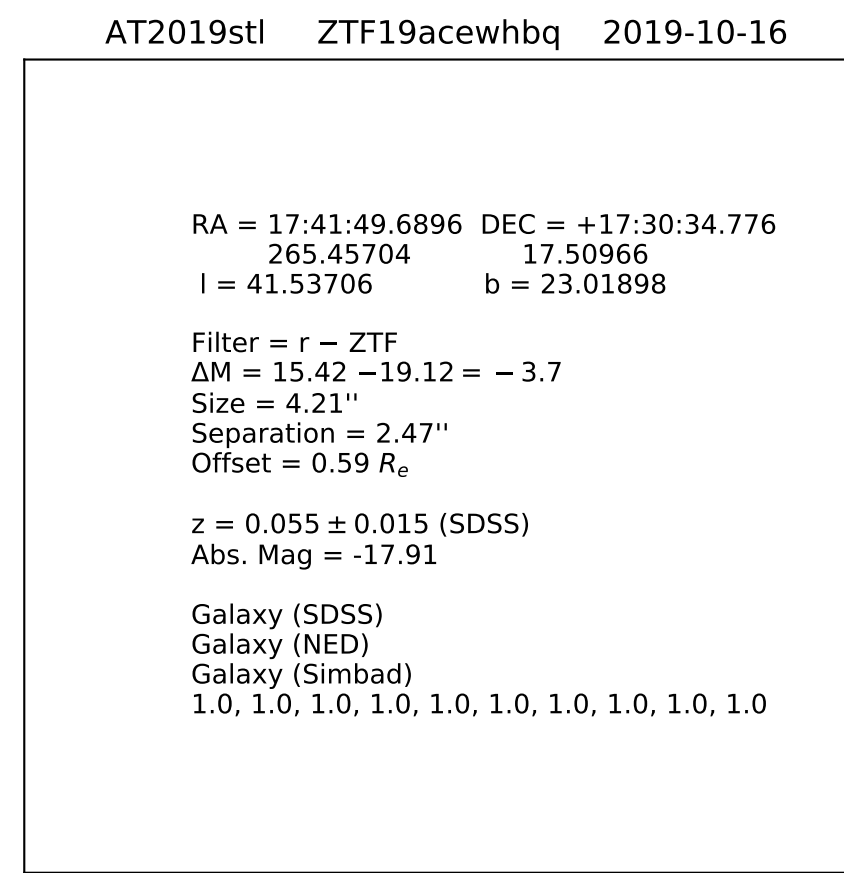 AT2019stl ZTF19acewhbq 2019-10-16
RA = 17:41:49.6896 DEC = +17:30:34.776
265.45704 17.50966
l = 41.53706 b = 23.01898
Filter = r − ZTF
ΔM = 15.42 −19.12 = − 3.7
Size = 4.21''
Separation = 2.47''
Offset = 0.59 Rₑ
z = 0.055 ± 0.015 (SDSS)
Abs. Mag = -17.91
Galaxy (SDSS)
Galaxy (NED)
Galaxy (Simbad)
1.0, 1.0, 1.0, 1.0, 1.0, 1.0, 1.0, 1.0, 1.0, 1.0